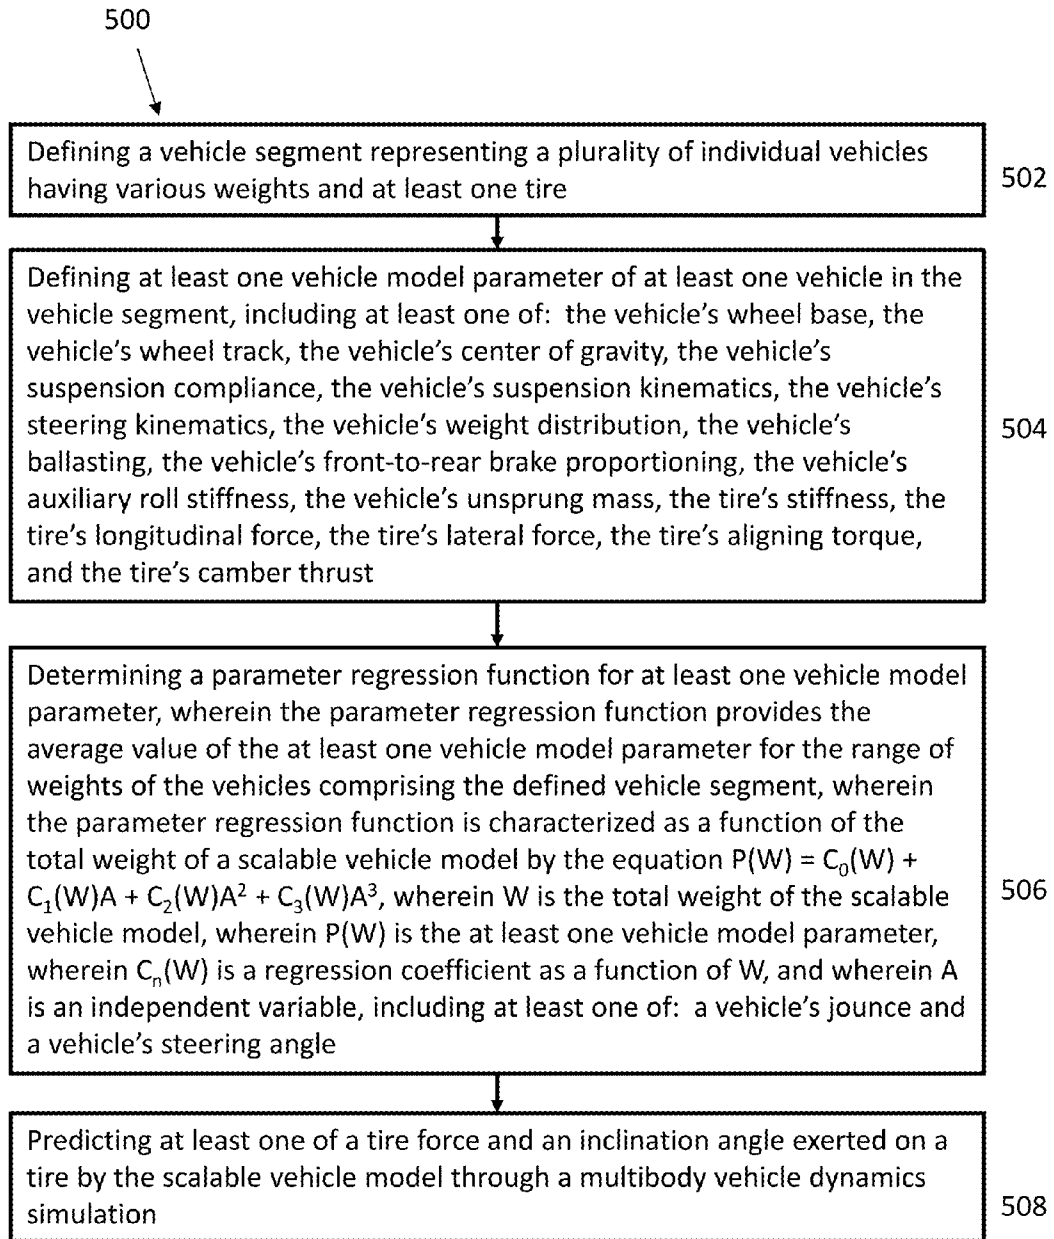 500
Defining a vehicle segment representing a plurality of individual vehicles
having various weights and at least one tire
502
Defining at least one vehicle model parameter of at least one vehicle in the
vehicle segment, including at least one of:  the vehicle's wheel base, the
vehicle's wheel track, the vehicle's center of gravity, the vehicle's
suspension compliance, the vehicle's suspension kinematics, the vehicle's
steering kinematics, the vehicle's weight distribution, the vehicle's
ballasting, the vehicle's front-to-rear brake proportioning, the vehicle's
auxiliary roll stiffness, the vehicle's unsprung mass, the tire's stiffness, the
tire's longitudinal force, the tire's lateral force, the tire's aligning torque,
and the tire's camber thrust
504
Determining a parameter regression function for at least one vehicle model
parameter, wherein the parameter regression function provides the
average value of the at least one vehicle model parameter for the range of
weights of the vehicles comprising the defined vehicle segment, wherein
the parameter regression function is characterized as a function of the
total weight of a scalable vehicle model by the equation P(W) = C₀(W) +
C₁(W)A + C₂(W)A² + C₃(W)A³, wherein W is the total weight of the scalable
vehicle model, wherein P(W) is the at least one vehicle model parameter,
wherein Cₙ(W) is a regression coefficient as a function of W, and wherein A
is an independent variable, including at least one of:  a vehicle's jounce and
a vehicle's steering angle
506
Predicting at least one of a tire force and an inclination angle exerted on a
tire by the scalable vehicle model through a multibody vehicle dynamics
simulation
508